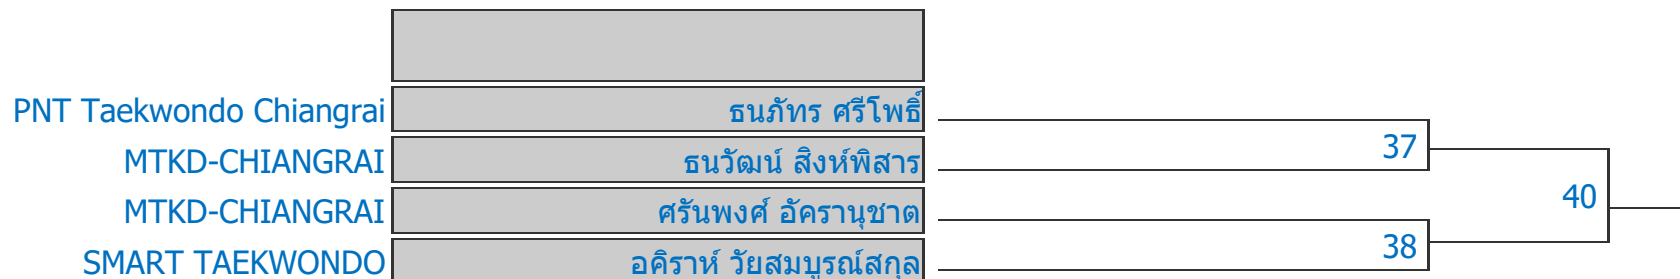 PNT Taekwondo Chiangrai ธนภัทร ศรีโพธิ์
37
MTKD-CHIANGRAI ธนวัฒน์ สิงห์พิสาร
40
MTKD-CHIANGRAI ศรันพงศ์ อัครานุชาต
38
SMART TAEKWONDO อคิราห์ วัยสมบูรณ์สกุล